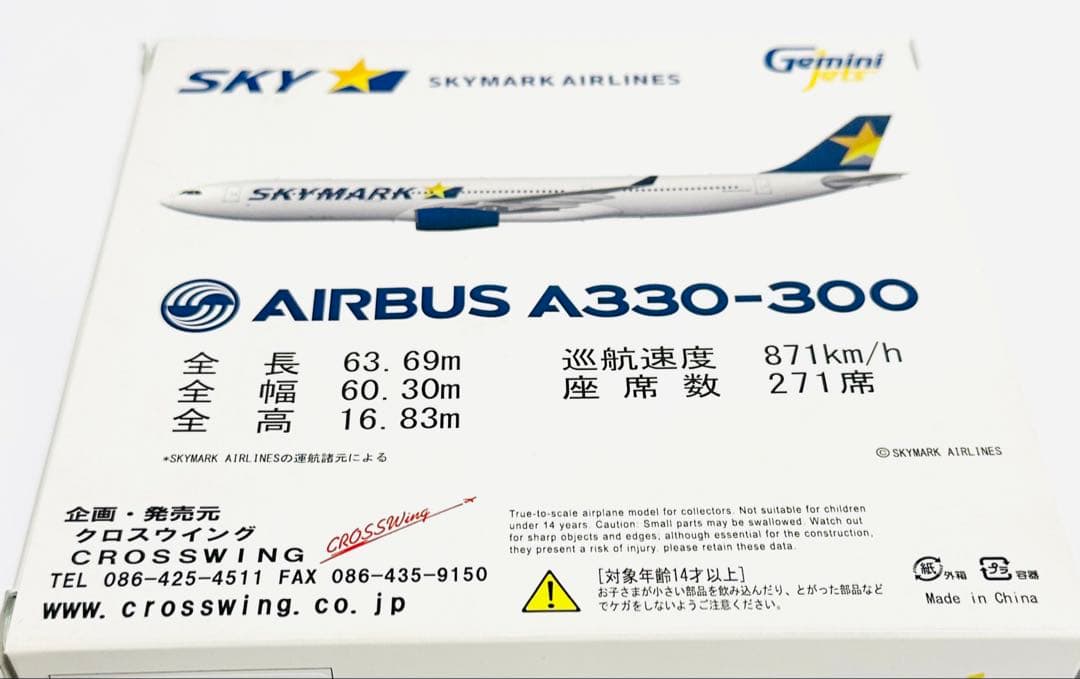 SKY SKYMARK AIRLINES
Gemini
Jets
SKYMARK
AIRBUS A330-300
全長 63.69m
全幅 60.30m
全高 16.83m
巡航速度 871km/h
座席数 271席
*SKYMARK AIRLINESの運航諸元による
©SKYMARK AIRLINES
企画・発売元
クロスウイング
CROSSWING
CROSSWing
TEL 086-425-4511 FAX 086-435-9150
www.crosswing.co.jp
True-to-scale airplane model for collectors. Not suitable for children
under 14 years. Caution: Small parts may be swallowed. Watch out
for sharp objects and edges, although essential for the construction,
they present a risk of injury. please retain these data.
[対象年齢14才以上]
お子さまが小さい部品を飲み込んだり、とがった部品など
でケガをしないようご注意ください。
紙 外箱 プラ 容器
Made in China